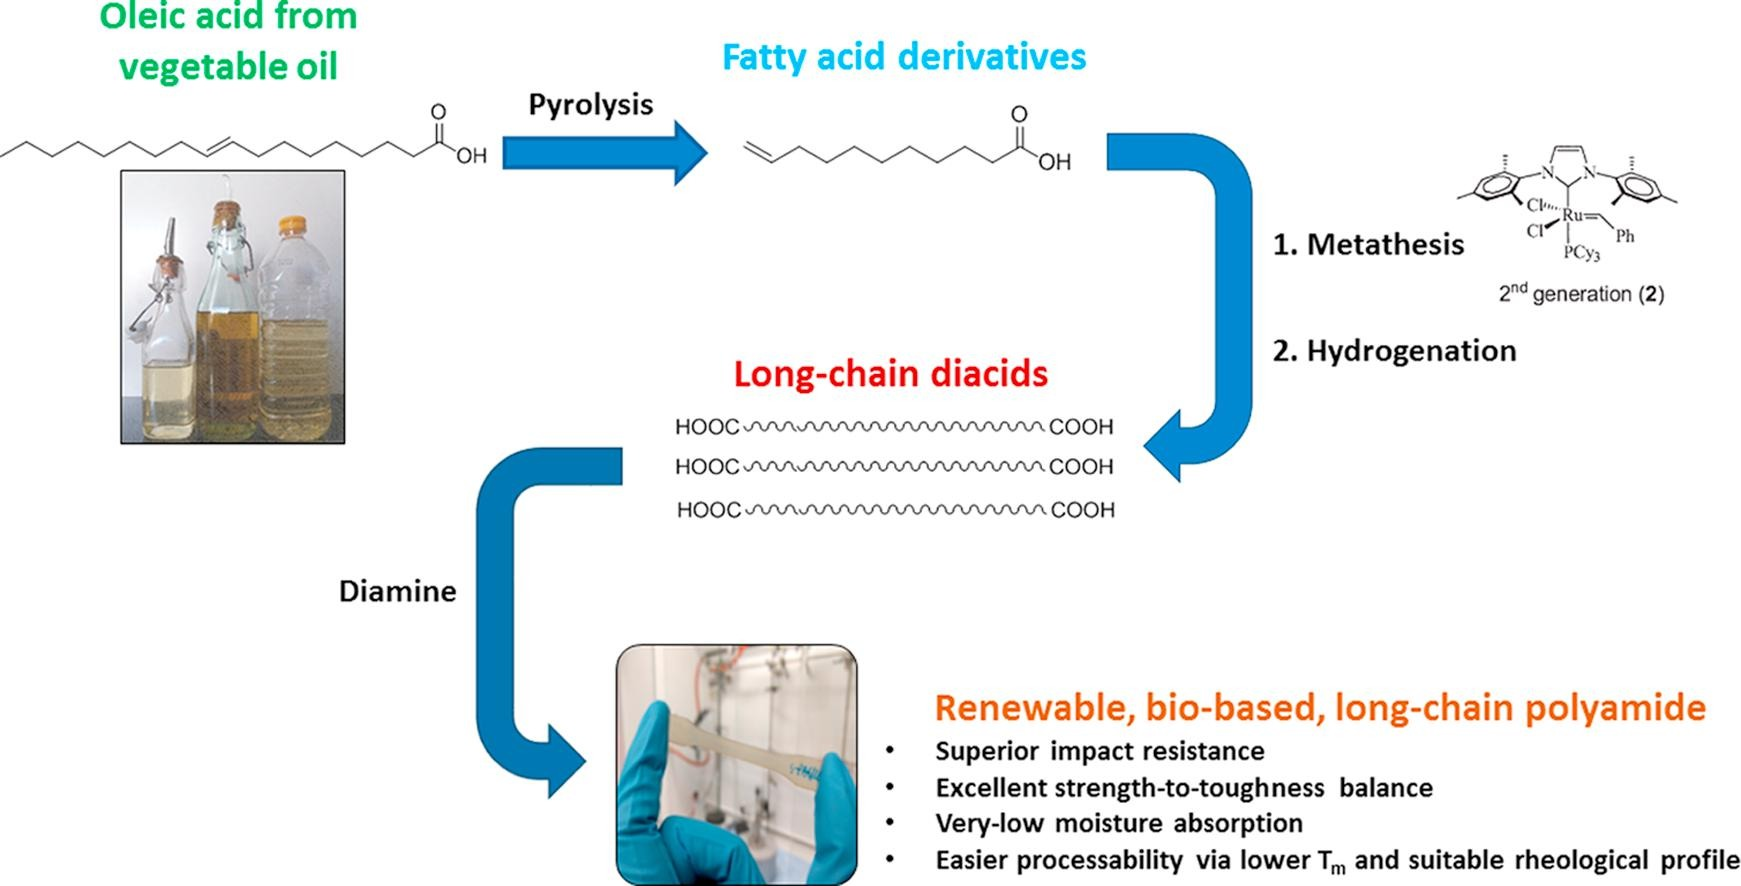 Oleic acid from
vegetable oil
O
OH
Pyrolysis
Fatty acid derivatives
O
OH
1. Metathesis
N
N
Cl
Cl
Ru
Ph
PCy3
2nd generation (2)
2. Hydrogenation
Long-chain diacids
HOOC COOH
HOOC COOH
HOOC COOH
Diamine
Renewable, bio-based, long-chain polyamide
• Superior impact resistance
• Excellent strength-to-toughness balance
• Very-low moisture absorption
• Easier processability via lower Tm and suitable rheological profile